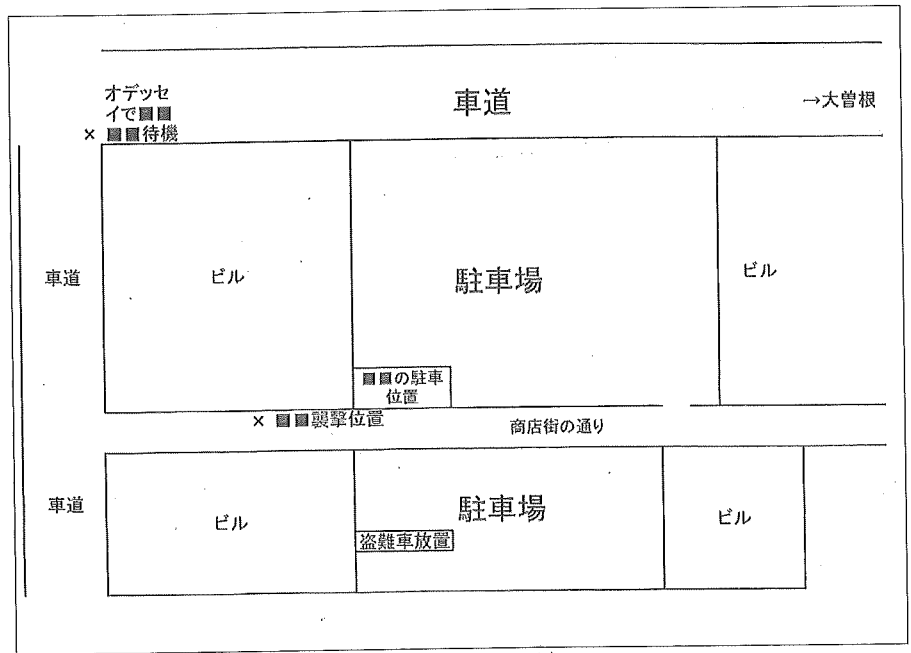 オデッセ
イで■■
× ■■待機
車道
→大曽根
車道
ビル
駐車場
ビル
■■の駐車
位置
× ■■襲撃位置
商店街の通り
車道
ビル
駐車場
ビル
盗難車放置